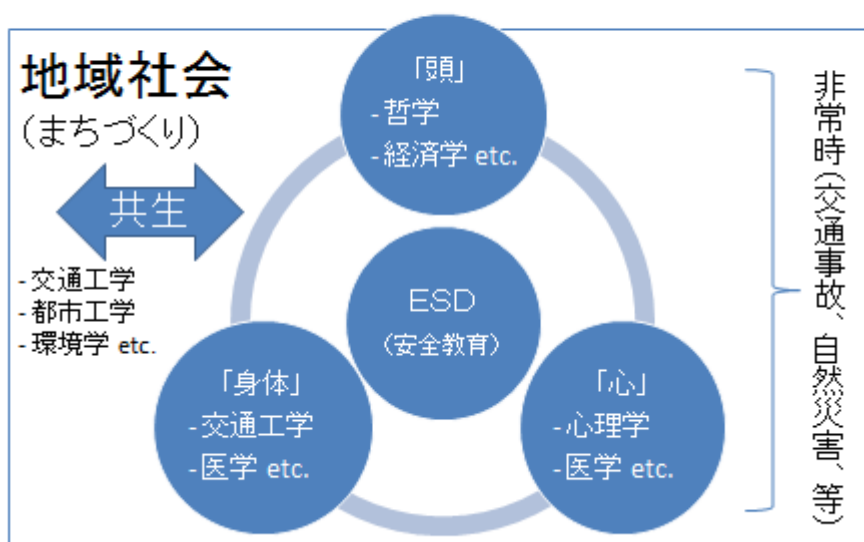 地域社会
(まちづくり)
共生
- 交通工学
- 都市工学
- 環境学 etc.
「頭」
- 哲学
- 経済学 etc.
ESD
(安全教育)
「身体」
- 交通工学
- 医学 etc.
「心」
- 心理学
- 医学 etc.
非常時(交通事故、自然災害、等)